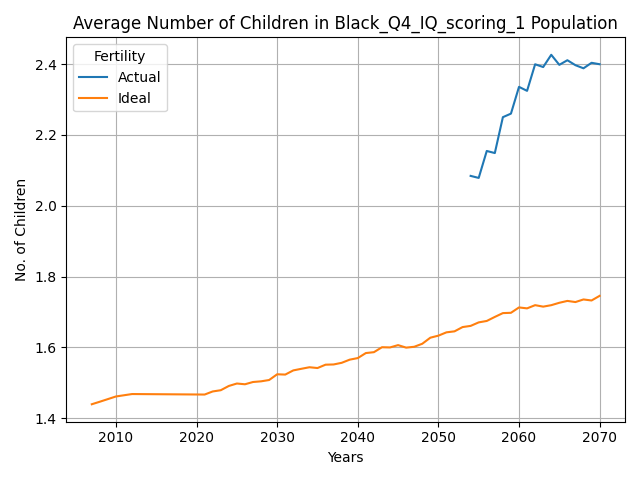 Average Number of Children in Black_Q4_IQ_scoring_1 Population
Fertility
Actual
Ideal
No. of Children
2.4
2.2
2.0
1.8
1.6
1.4
2010 2020 2030 2040 2050 2060 2070
Years